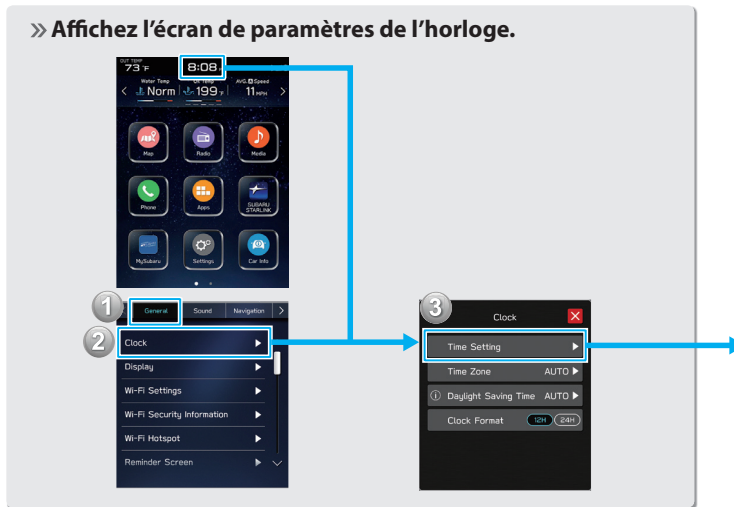 » Affichez l’écran de paramètres de l’horloge.
OUT TEMP
73 °F
8:08
Water Temp
Oil Temp
AVG. A Speed
Norm
199 °F
11 MPH
Map
Radio
Media
Phone
Apps
SUBARU
STARLINK
MySubaru
Settings
Car Info
1
General
Sound
Navigation
2
Clock
Display
Wi-Fi Settings
Wi-Fi Security Information
Wi-Fi Hotspot
Reminder Screen
3
Clock
Time Setting
Time Zone AUTO
Daylight Saving Time AUTO
Clock Format 12H 24H